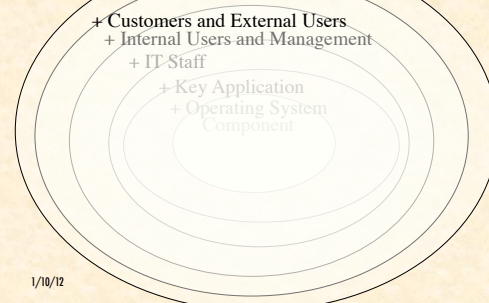 + Customers and External Users
+ Internal Users and Management
+ IT Staff
+ Key Application
+ Operating System
Component
1/10/12